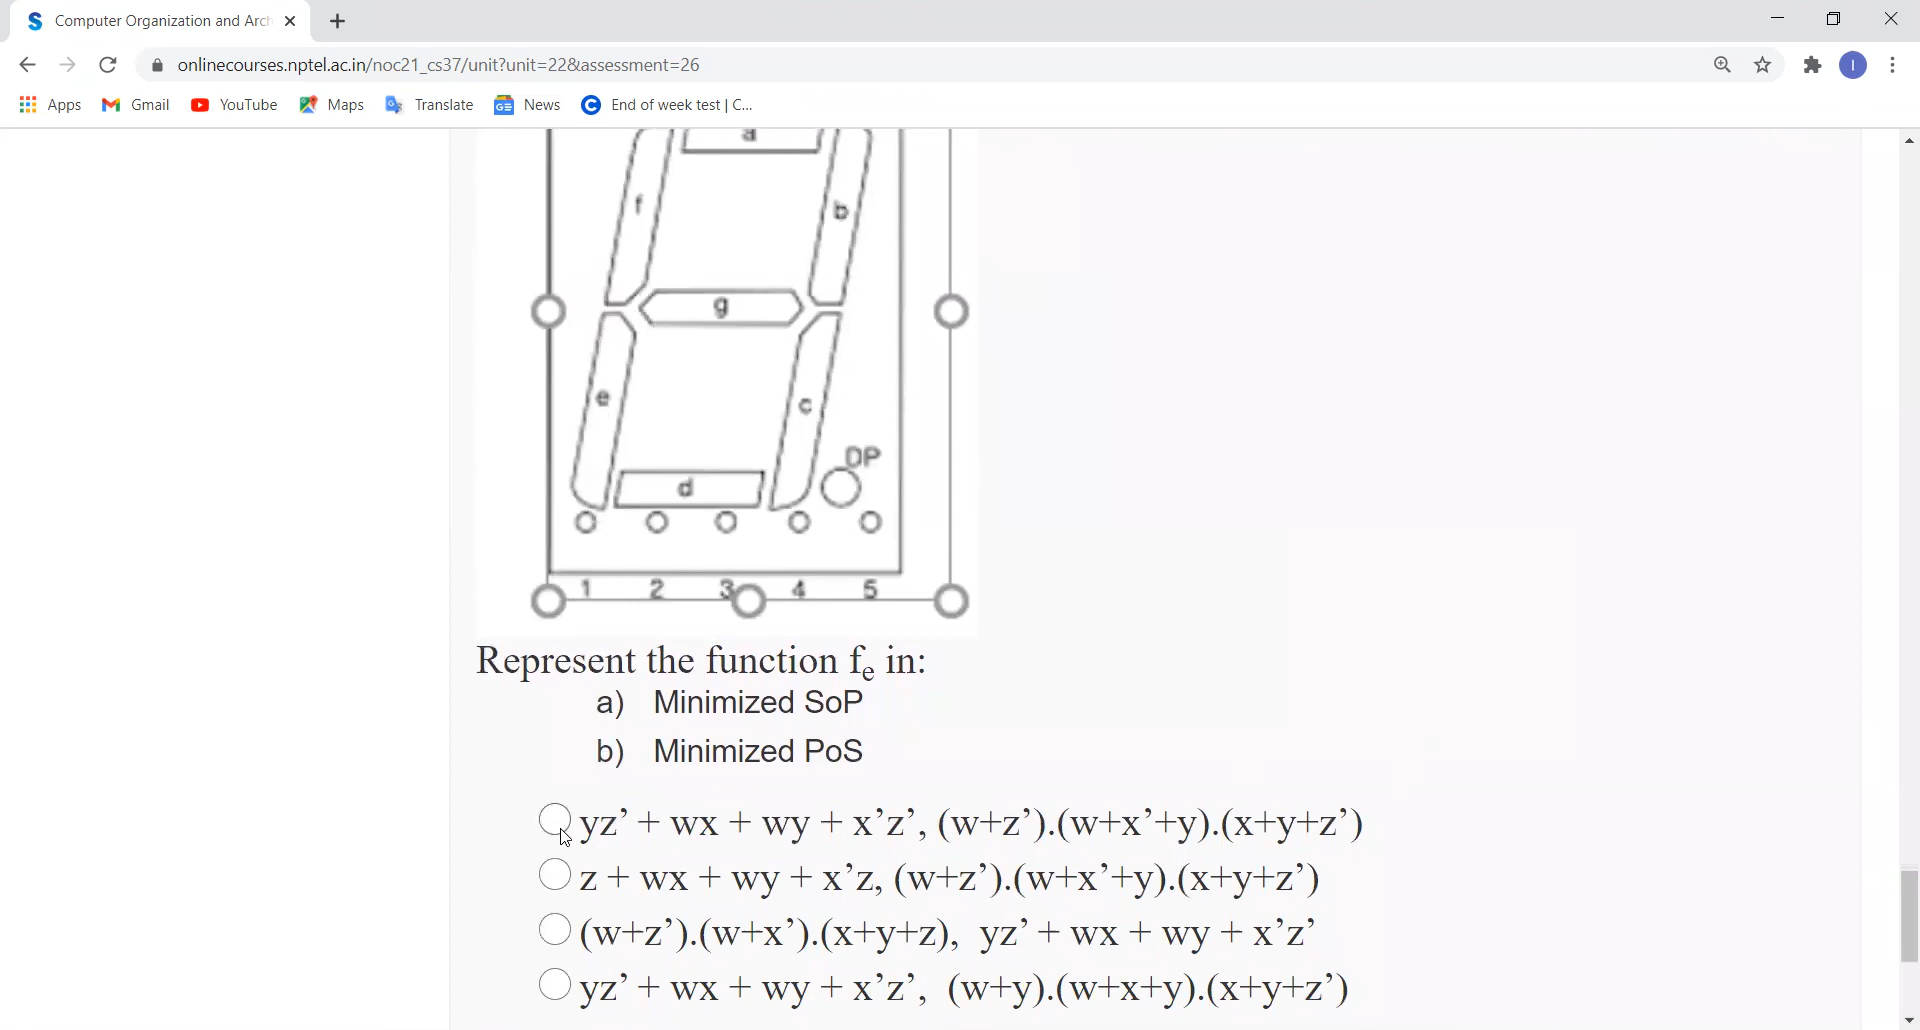 Computer Organization and Arch
onlinecourses.nptel.ac.in/noc21_cs37/unit?unit=22&assessment=26
I
Apps Gmail YouTube Maps Translate News End of week test | C...
a
f
b
g
e
c
DP
d
1 2 3 4 5
Represent the function fₑ in:
a) Minimized SoP
b) Minimized PoS
yz’ + wx + wy + x’z’, (w+z’).(w+x’+y).(x+y+z’)
z + wx + wy + x’z, (w+z’).(w+x’+y).(x+y+z’)
(w+z’).(w+x’).(x+y+z), yz’ + wx + wy + x’z’
yz’ + wx + wy + x’z’, (w+y).(w+x+y).(x+y+z’)